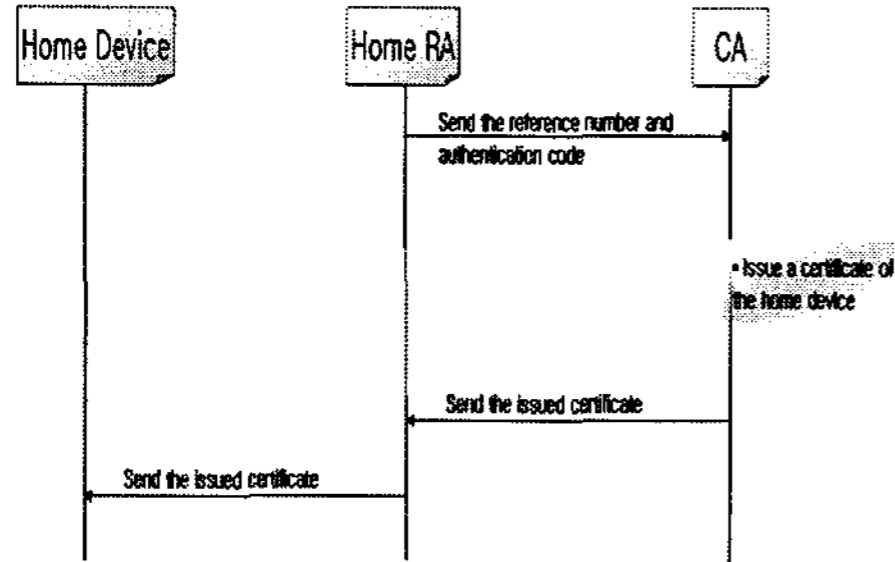 Home Device
Home RA
CA
Send the reference number and
authentication code
• Issue a certificate of
the home device
Send the issued certificate
Send the issued certificate